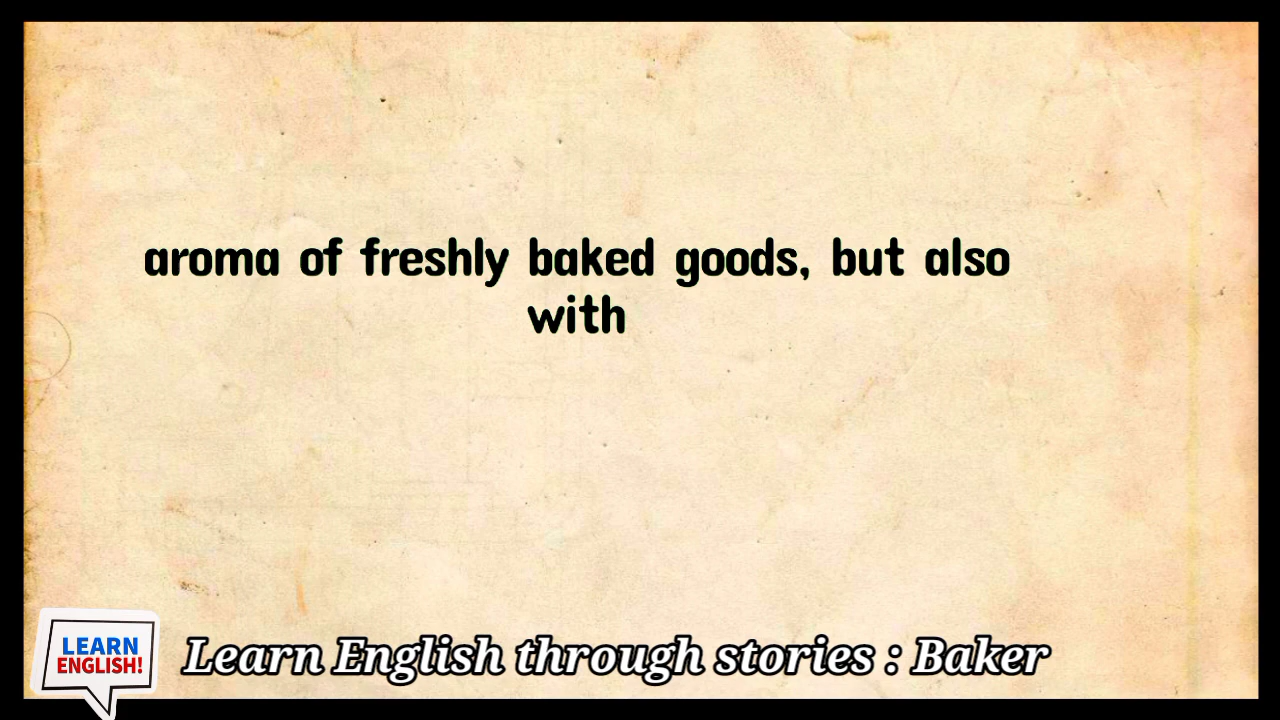 aroma of freshly baked goods, but also
with
LEARN
ENGLISH!
Learn English through stories : Baker